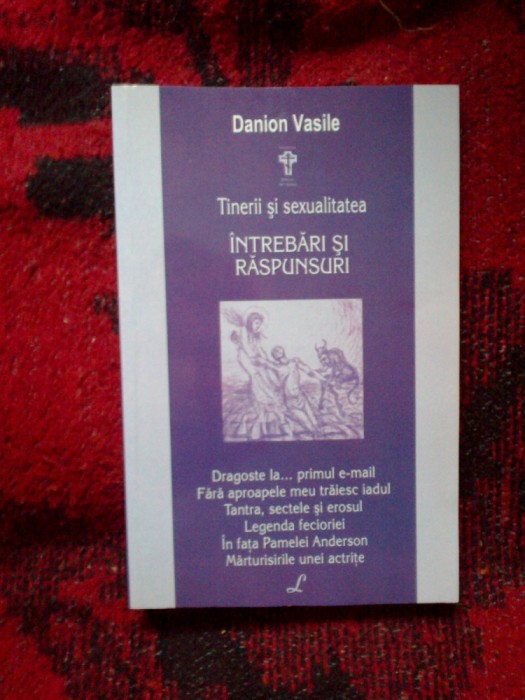 Danion Vasile
Tinerii şi sexualitatea
ÎNTREBĂRI ŞI
RĂSPUNSURI
Dragoste la... primul e-mail
Fără aproapele meu trăiesc iadul
Tantra, sectele şi erosul
Legenda fecioriei
În faţa Pamelei Anderson
Mărturisirile unei actriţe
L